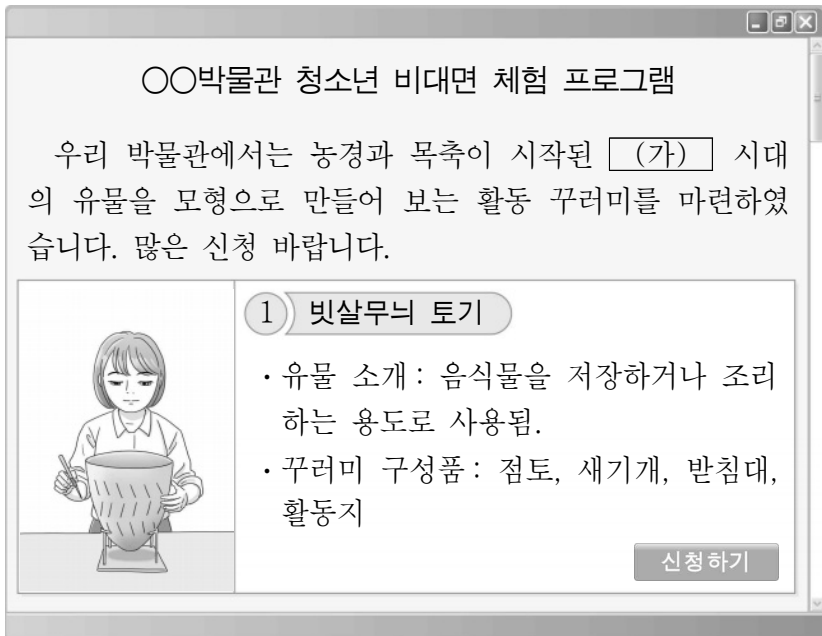 ○○박물관 청소년 비대면 체험 프로그램
우리 박물관에서는 농경과 목축이 시작된 (가) 시대
의 유물을 모형으로 만들어 보는 활동 꾸러미를 마련하였
습니다. 많은 신청 바랍니다.
1 빗살무늬 토기
· 유물 소개 : 음식물을 저장하거나 조리
하는 용도로 사용됨.
· 꾸러미 구성품 : 점토, 새기개, 받침대,
활동지
신청하기